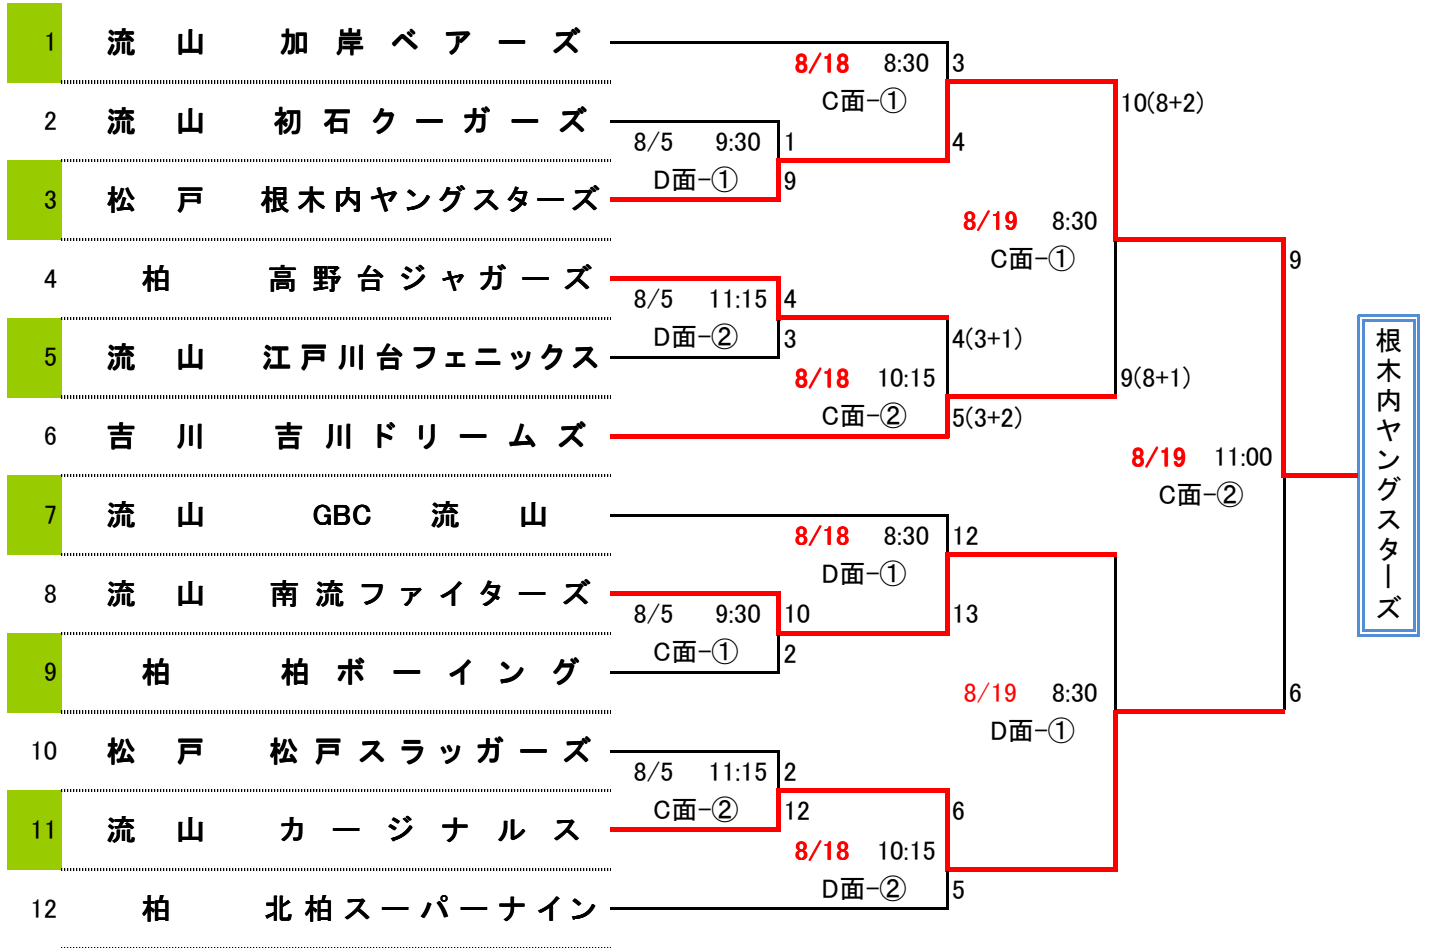 1 流山 加岸ベアーズ
8/18 8:30 3
C面-① 10(8+2)
2 流山 初石クーガーズ
8/5 9:30 1 4
D面-① 9
3 松戸 根木内ヤングスターズ
8/19 8:30
C面-① 9
4 柏 高野台ジャガーズ
8/5 11:15 4
D面-② 3 4(3+1)
5 流山 江戸川台フェニックス
8/18 10:15 9(8+1)
C面-② 5(3+2)
6 吉川 吉川ドリームズ
8/19 11:00
C面-②
根木内ヤングスターズ
7 流山 GBC 流山
8/18 8:30 12
D面-①
8 流山 南流ファイターズ
8/5 9:30 10 13
C面-① 2
9 柏 柏ボーイング
8/19 8:30 6
D面-①
10 松戸 松戸スラッガーズ
8/5 11:15 2
C面-② 12 6
11 流山 カージナルス
8/18 10:15
D面-② 5
12 柏 北柏スーパーナイン